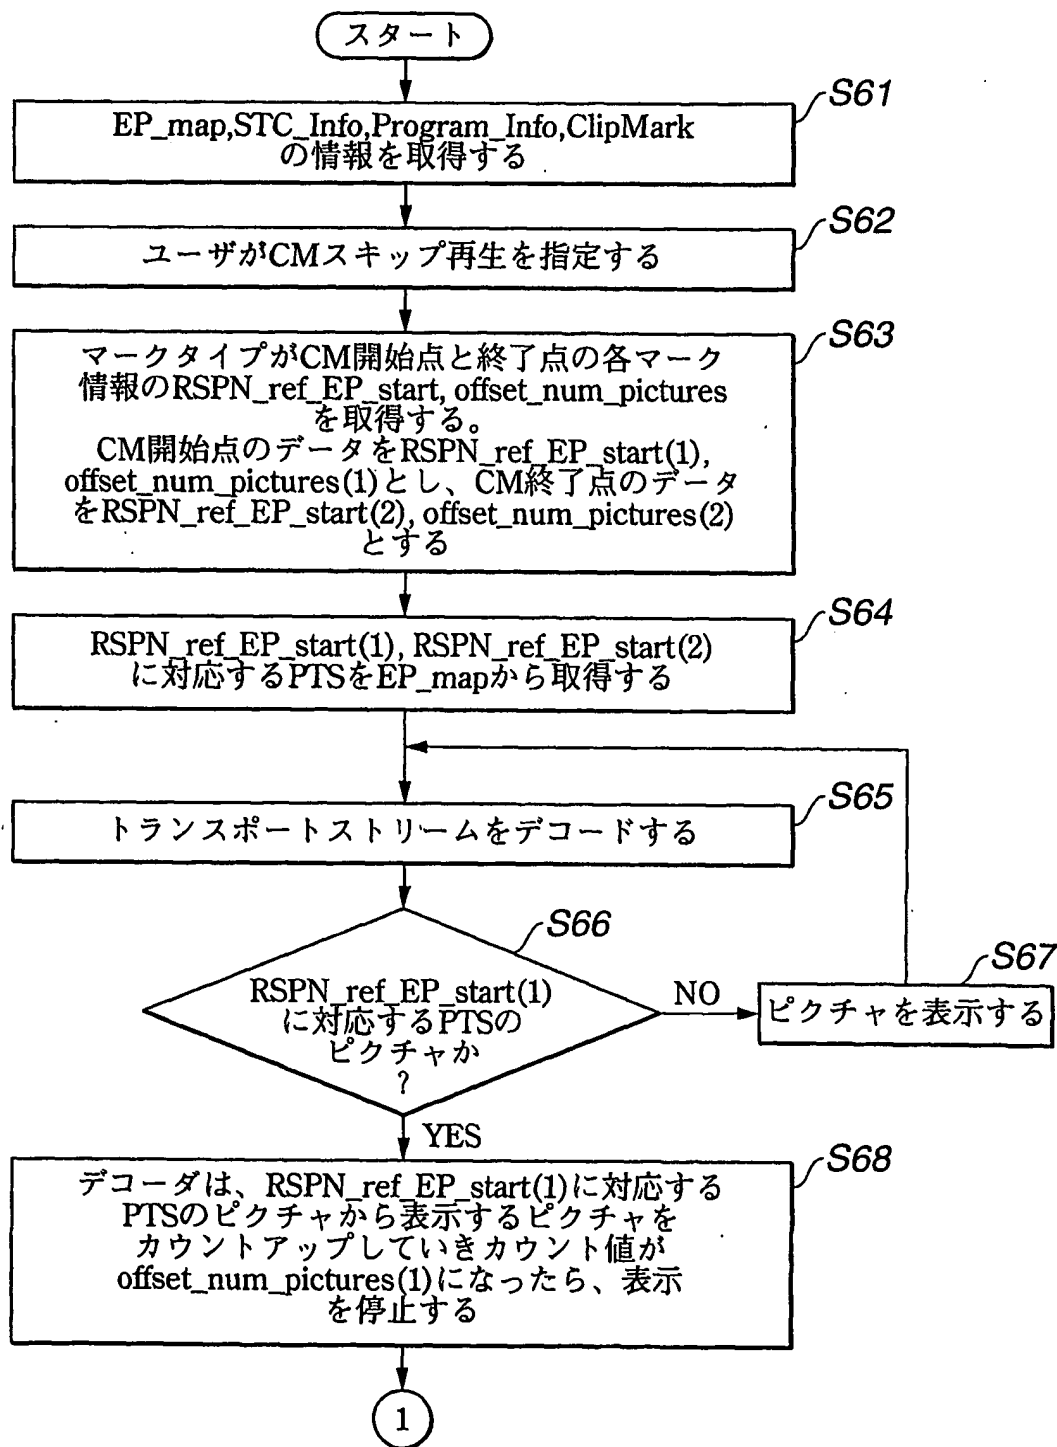 スタート
S61
EP_map,STC_Info,Program_Info,ClipMark
の情報を取得する
S62
ユーザがCMスキップ再生を指定する
S63
マークタイプがCM開始点と終了点の各マーク
情報のRSPN_ref_EP_start, offset_num_pictures
を取得する。
CM開始点のデータをRSPN_ref_EP_start(1),
offset_num_pictures(1)とし、CM終了点のデータ
をRSPN_ref_EP_start(2), offset_num_pictures(2)
とする
S64
RSPN_ref_EP_start(1), RSPN_ref_EP_start(2)
に対応するPTSをEP_mapから取得する
S65
トランスポートストリームをデコードする
S66
RSPN_ref_EP_start(1)
に対応するPTSの
ピクチャか
?
NO
S67
ピクチャを表示する
YES
S68
デコーダは、RSPN_ref_EP_start(1)に対応する
PTSのピクチャから表示するピクチャを
カウントアップしていきカウント値が
offset_num_pictures(1)になったら、表示
を停止する
1